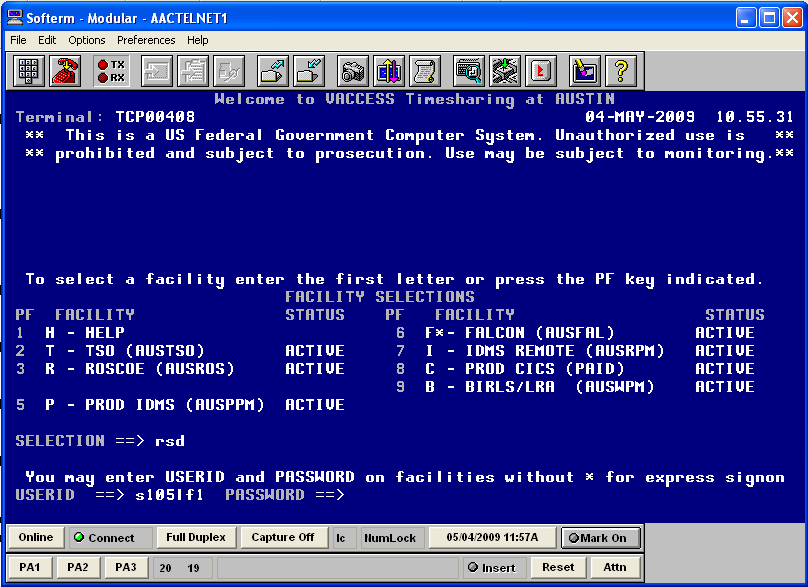 Softerm - Modular - AACTELNET1
File Edit Options Preferences Help
TX
RX
Welcome to VACCESS Timesharing at AUSTIN
Terminal: TCP00408 04-MAY-2009 10.55.31
** This is a US Federal Government Computer System. Unauthorized use is **
** prohibited and subject to prosecution. Use may be subject to monitoring.**
To select a facility enter the first letter or press the PF key indicated.
FACILITY SELECTIONS
PF FACILITY STATUS PF FACILITY STATUS
1 H - HELP 6 F*- FALCON (AUSFAL) ACTIVE
2 T - TSO (AUSTSO) ACTIVE 7 I - IDMS REMOTE (AUSRPM) ACTIVE
3 R - ROSCOE (AUSROS) ACTIVE 8 C - PROD CICS (PAID) ACTIVE
9 B - BIRLS/LRA (AUSWPM) ACTIVE
5 P - PROD IDMS (AUSPPM) ACTIVE
SELECTION ==> rsd
You may enter USERID and PASSWORD on facilities without * for express signon
USERID ==> s105lf1 PASSWORD ==>
Online Connect Full Duplex Capture Off Ic NumLock 05/04/2009 11:57A Mark On
PA1 PA2 PA3 20 19 Insert Reset Attn